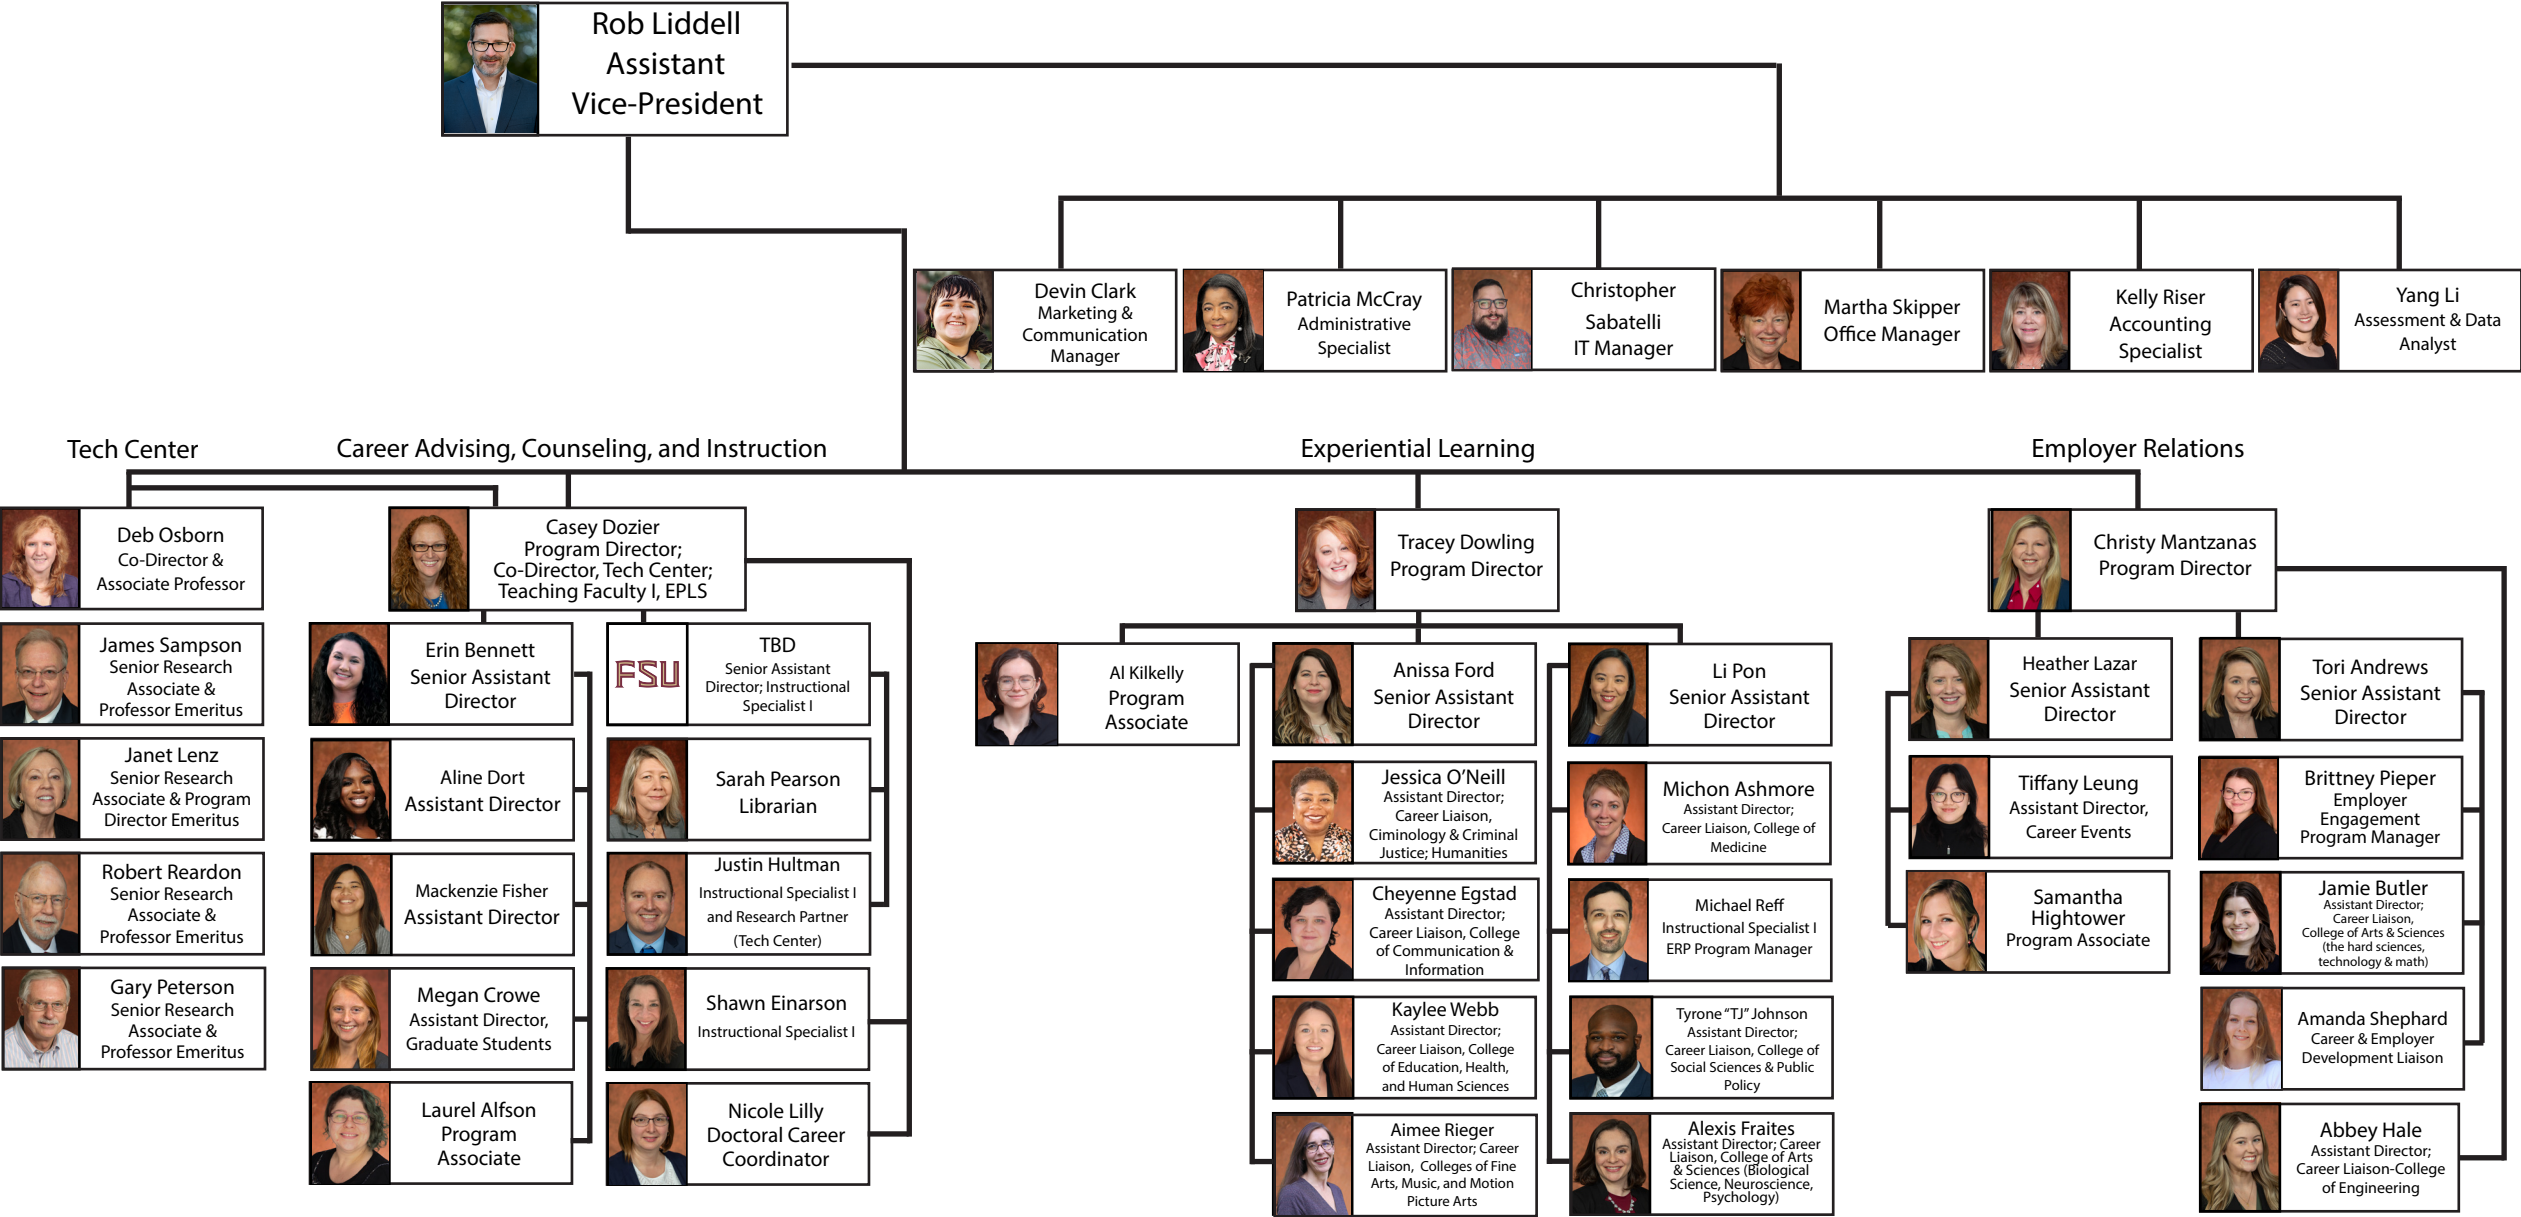 Rob Liddell
Assistant
Vice-President
Devin Clark
Marketing &
Communication
Manager
Patricia McCray
Administrative
Specialist
Christopher
Sabatelli
IT Manager
Martha Skipper
Office Manager
Kelly Riser
Accounting
Specialist
Yang Li
Assessment & Data
Analyst
Tech Center
Career Advising, Counseling, and Instruction
Experiential Learning
Employer Relations
Deb Osborn
Co-Director &
Associate Professor
Casey Dozier
Program Director;
Co-Director, Tech Center;
Teaching Faculty I, EPLS
Tracey Dowling
Program Director
Christy Mantzanas
Program Director
James Sampson
Senior Research
Associate &
Professor Emeritus
Janet Lenz
Senior Research
Associate & Program
Director Emeritus
Robert Reardon
Senior Research
Associate &
Professor Emeritus
Gary Peterson
Senior Research
Associate &
Professor Emeritus
Erin Bennett
Senior Assistant
Director
Aline Dort
Assistant Director
Mackenzie Fisher
Assistant Director
Megan Crowe
Assistant Director,
Graduate Students
Laurel Alfson
Program
Associate
FSU
TBD
Senior Assistant
Director; Instructional
Specialist I
Sarah Pearson
Librarian
Justin Hultman
Instructional Specialist I
and Research Partner
(Tech Center)
Shawn Einarson
Instructional Specialist I
Nicole Lilly
Doctoral Career
Coordinator
Al Kilkelly
Program
Associate
Anissa Ford
Senior Assistant
Director
Jessica O’Neill
Assistant Director;
Career Liaison,
Ciminology & Criminal
Justice; Humanities
Cheyenne Egstad
Assistant Director;
Career Liaison, College
of Communication &
Information
Kaylee Webb
Assistant Director;
Career Liaison, College
of Education, Health,
and Human Sciences
Aimee Rieger
Assistant Director; Career
Liaison, Colleges of Fine
Arts, Music, and Motion
Picture Arts
Li Pon
Senior Assistant
Director
Michon Ashmore
Assistant Director;
Career Liaison, College of
Medicine
Michael Reff
Instructional Specialist I
ERP Program Manager
Tyrone “TJ” Johnson
Assistant Director;
Career Liaison, College of
Social Sciences & Public
Policy
Alexis Fraites
Assistant Director; Career
Liaison, College of Arts
& Sciences (Biological
Science, Neuroscience,
Psychology)
Heather Lazar
Senior Assistant
Director
Tiffany Leung
Assistant Director,
Career Events
Samantha
Hightower
Program Associate
Tori Andrews
Senior Assistant
Director
Brittney Pieper
Employer
Engagement
Program Manager
Jamie Butler
Assistant Director;
Career Liaison,
College of Arts & Sciences
(the hard sciences,
technology & math)
Amanda Shephard
Career & Employer
Development Liaison
Abbey Hale
Assistant Director;
Career Liaison-College
of Engineering